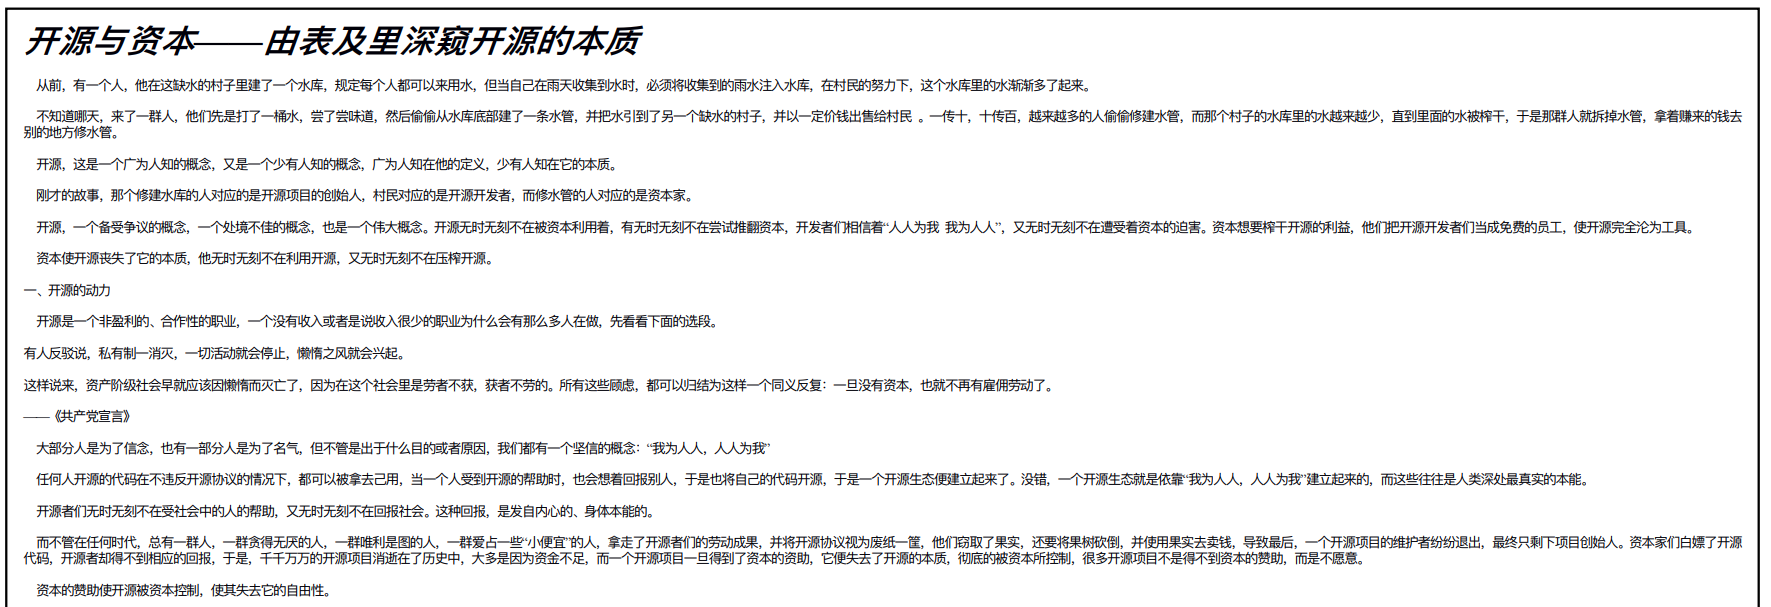 开源与资本——由表及里深窥开源的本质
从前，有一个人，他在这缺水的村子里建了一个水库，规定每个人都可以来用水，但当自己在雨天收集到水时，必须将收集到的雨水注入水库，在村民的努力下，这个水库里的水渐渐多了起来。
不知道哪天，来了一群人，他们先是打了一桶水，尝了尝味道，然后偷偷从水库底部建了一条水管，并把水引到了另一个缺水的村子，并以一定价钱出售给村民 。一传十，十传百，越来越多的人偷偷修建水管，而那个村子的水库里的水越来越少，直到里面的水被榨干，于是那群人就拆掉水管，拿着赚来的钱去
别的地方修水管。
开源，这是一个广为人知的概念，又是一个少有人知的概念，广为人知在他的定义，少有人知在它的本质。
刚才的故事，那个修建水库的人对应的是开源项目的创始人，村民对应的是开源开发者，而修水管的人对应的是资本家。
开源，一个备受争议的概念，一个处境不佳的概念，也是一个伟大概念。开源无时无刻不在被资本利用着，有无时无刻不在尝试推翻资本，开发者们相信着“人人为我 我为人人”，又无时无刻不在遭受着资本的迫害。资本想要榨干开源的利益，他们把开源开发者们当成免费的员工，使开源完全沦为工具。
资本使开源丧失了它的本质，他无时无刻不在利用开源，又无时无刻不在压榨开源。
一、开源的动力
开源是一个非盈利的、合作性的职业，一个没有收入或者是说收入很少的职业为什么会有那么多人在做，先看看下面的选段。
有人反驳说，私有制一消灭，一切活动就会停止，懒惰之风就会兴起。
这样说来，资产阶级社会早就应该因懒惰而灭亡了，因为在这个社会里是劳者不获，获者不劳的。所有这些顾虑，都可以归结为这样一个同义反复：一旦没有资本，也就不再有雇佣劳动了。
——《共产党宣言》
大部分人是为了信念，也有一部分人是为了名气，但不管是出于什么目的或者原因，我们都有一个坚信的概念：“我为人人，人人为我”
任何人开源的代码在不违反开源协议的情况下，都可以被拿去己用，当一个人受到开源的帮助时，也会想着回报别人，于是也将自己的代码开源，于是一个开源生态便建立起来了。没错，一个开源生态就是依靠“我为人人，人人为我”建立起来的，而这些往往是人类深处最真实的本能。
开源者们无时无刻不在受社会中的人的帮助，又无时无刻不在回报社会。这种回报，是发自内心的、身体本能的。
而不管在任何时代，总有一群人，一群贪得无厌的人，一群唯利是图的人，一群爱占一些“小便宜”的人，拿走了开源者们的劳动成果，并将开源协议视为废纸一筐，他们窃取了果实，还要将果树砍倒，并使用果实去卖钱，导致最后，一个开源项目的维护者纷纷退出，最终只剩下项目创始人。资本家们白嫖了开源
代码，开源者却得不到相应的回报，于是，千千万万的开源项目消逝在了历史中，大多是因为资金不足，而一个开源项目一旦得到了资本的资助，它便失去了开源的本质，彻底的被资本所控制，很多开源项目不是得不到资本的赞助，而是不愿意。
资本的赞助使开源被资本控制，使其失去它的自由性。